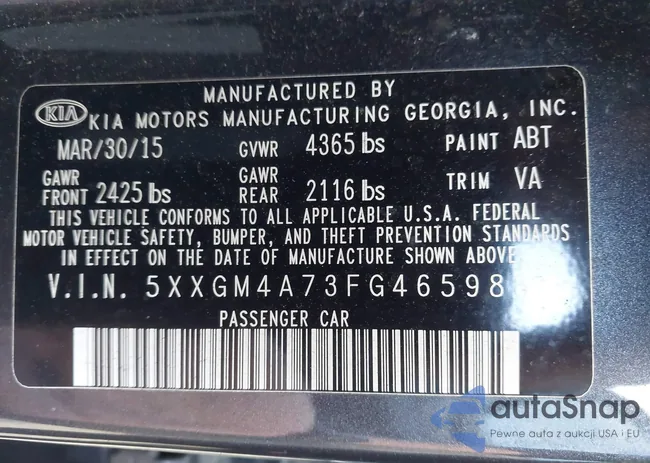 MANUFACTURED BY
KIA KIA MOTORS MANUFACTURING GEORGIA, INC.
MAR/30/15 GVWR 4365 lbs PAINT ABT
GAWR FRONT 2425 lbs GAWR REAR 2116 lbs TRIM VA
THIS VEHICLE CONFORMS TO ALL APPLICABLE U.S.A. FEDERAL
MOTOR VEHICLE SAFETY, BUMPER, AND THEFT PREVENTION STANDARDS
IN EFFECT ON THE DATE OF MANUFACTURE SHOWN ABOVE
V.I.N. 5XXGM4A73FG46598
PASSENGER CAR
autaSnap
Pewne auta z aukcji USA i EU